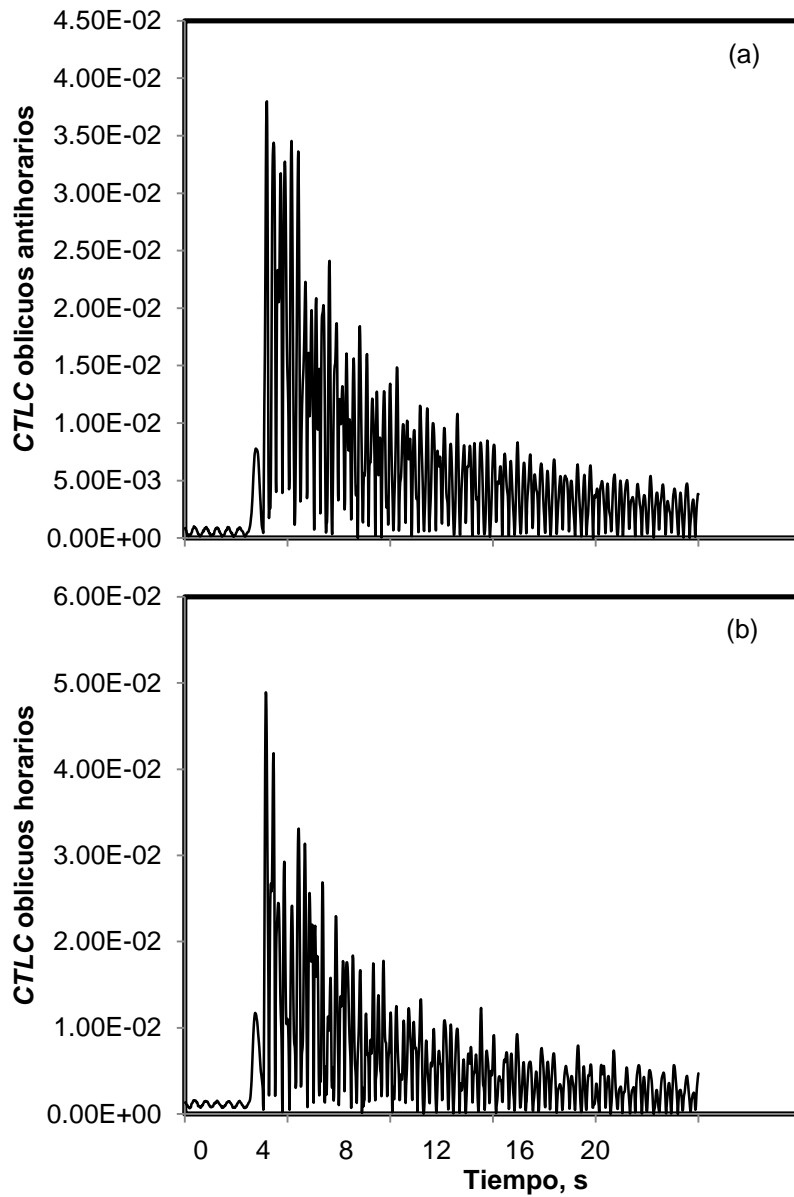 4.50E-02
(a)
4.00E-02
3.50E-02
3.00E-02
2.50E-02
2.00E-02
1.50E-02
1.00E-02
5.00E-03
0.00E+00
CTLC oblicuos antihorarios
6.00E-02
(b)
5.00E-02
4.00E-02
3.00E-02
2.00E-02
1.00E-02
0.00E+00
CTLC oblicuos horarios
0 4 8 12 16 20
Tiempo, s